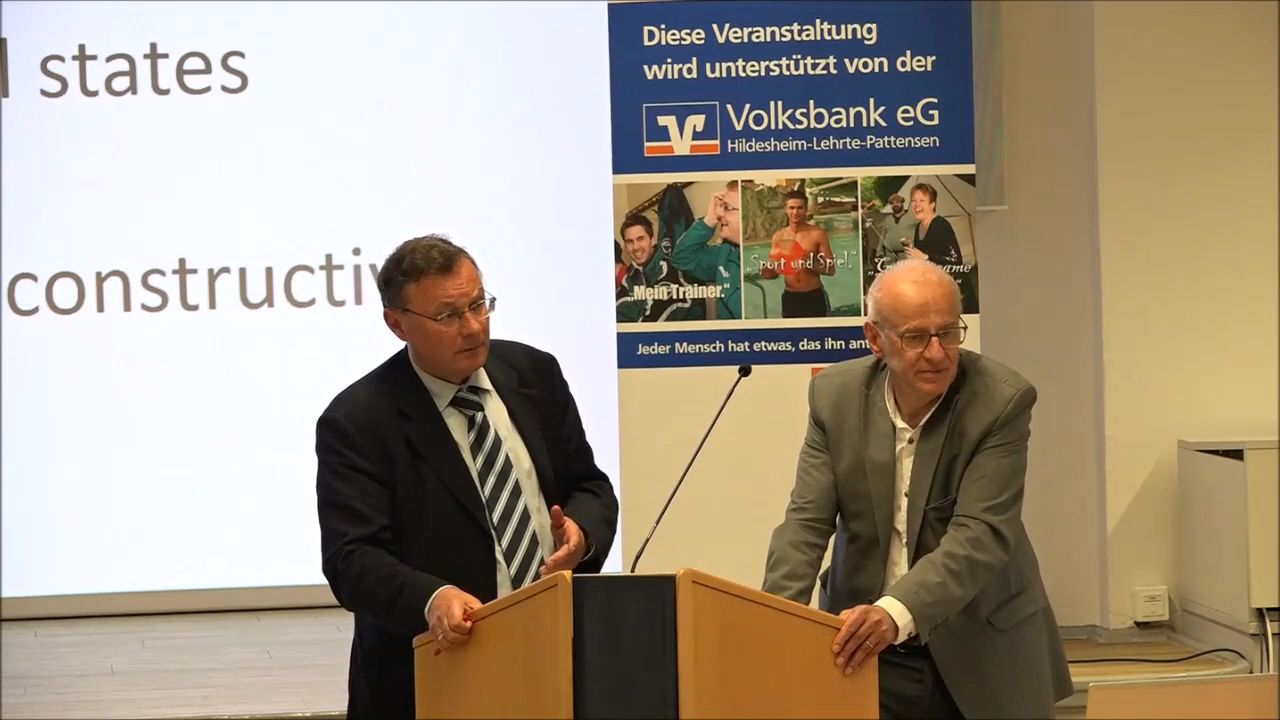 states
constructiv
Diese Veranstaltung
wird unterstützt von der
Volksbank eG
Hildesheim-Lehrte-Pattensen
„Mein Trainer.“
„Sport und Spiel.“
Jeder Mensch hat etwas, das ihn